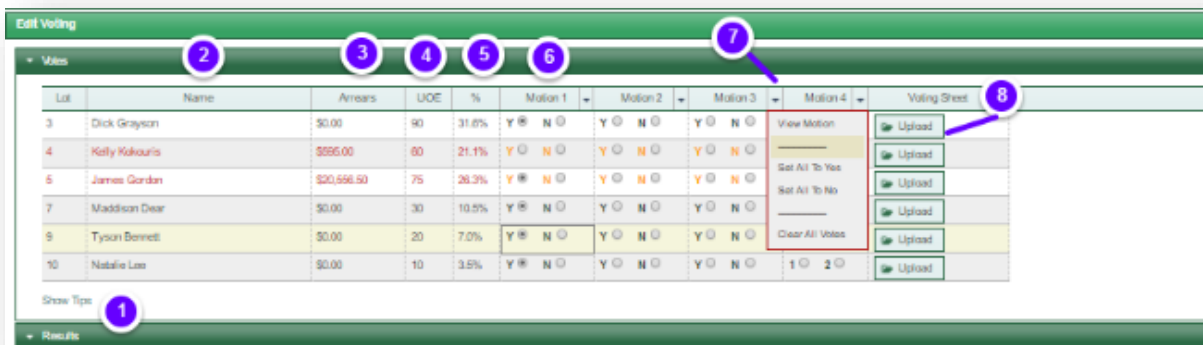 Edit Voting
7
2 3 4 5 6
Votes
8
Lot Name Arrears UOE % Motion 1 Motion 2 Motion 3 Motion 4 Voting Sheet
3 Dick Grayson $0.00 90 31.6% Y N Y N Y N View Motion Upload
4 Kelly Kokouris $595.00 60 21.1% Y N Y N Y N Upload
Set All To Yes
5 James Gordon $20,556.50 75 26.3% Y N Y N Y N Upload
Set All To No
7 Maddison Dear $0.00 30 10.5% Y N Y N Y N Upload
9 Tyson Bennett $0.00 20 7.0% Y N Y N Y N Clear All Votes Upload
10 Natalie Lee $0.00 10 3.5% Y N Y N Y N 1 2 Upload
Show Tips
1
Results